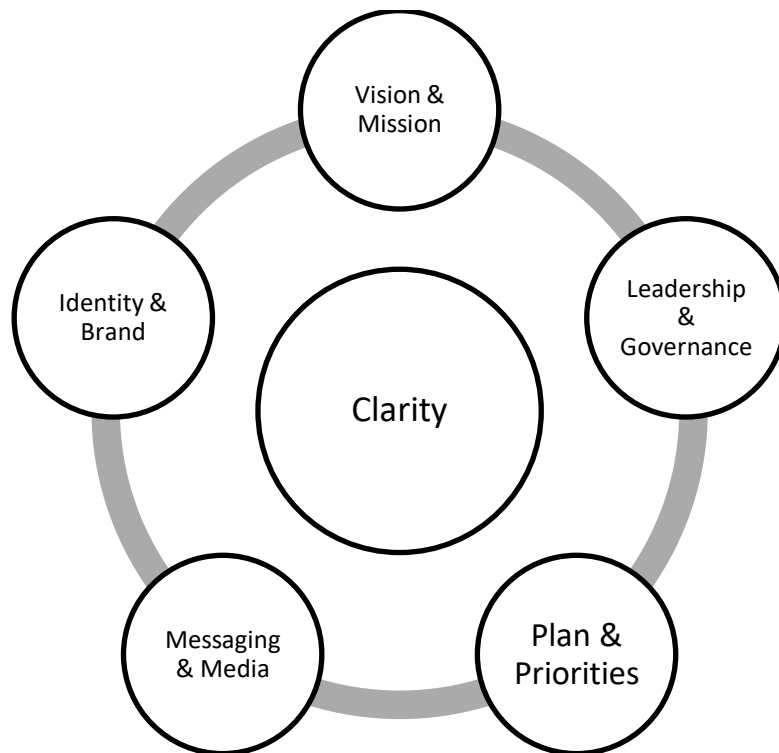 Vision &
Mission
Leadership
&
Governance
Plan &
Priorities
Messaging
& Media
Identity &
Brand
Clarity